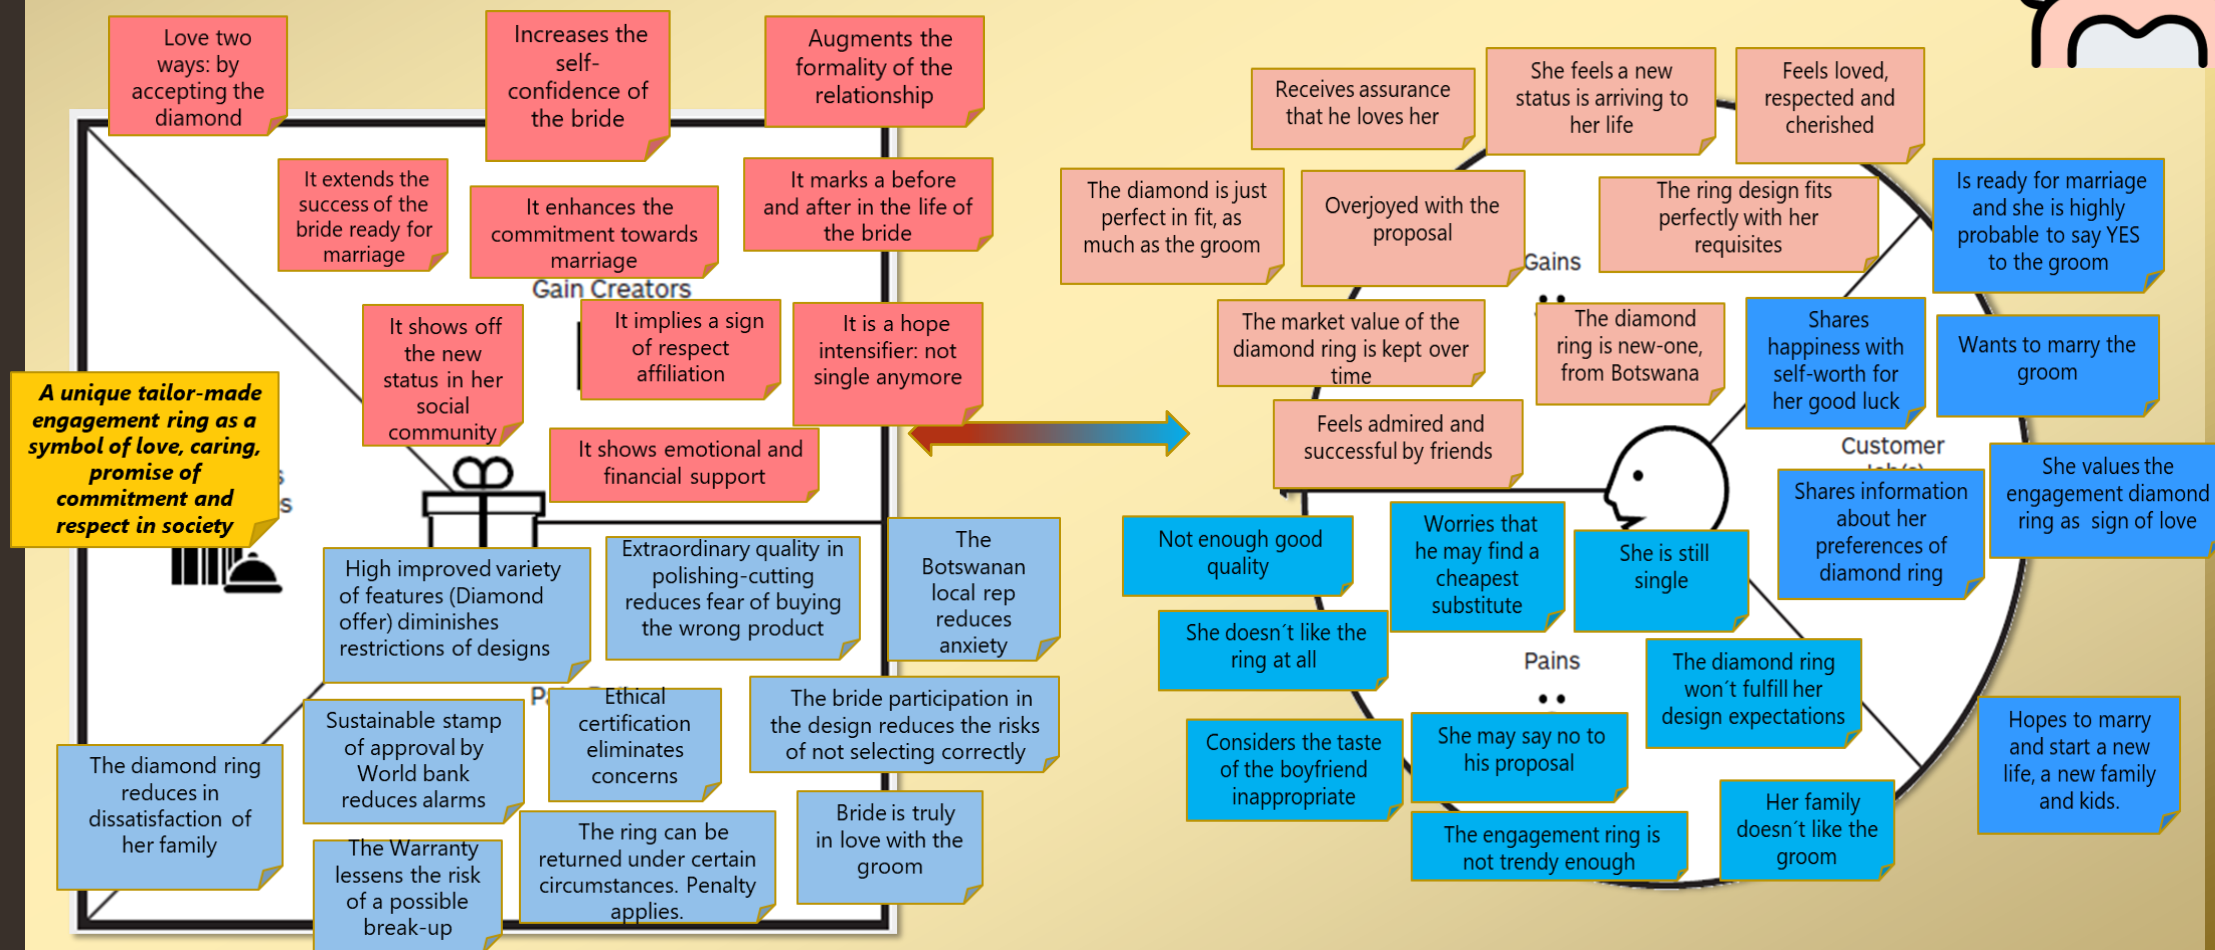 Love two
ways: by
accepting the
diamond
Increases the
self-
confidence of
the bride
Augments the
formality of the
relationship
It extends the
success of the
bride ready for
marriage
It enhances the
commitment towards
marriage
It marks a before
and after in the life of
the bride
Gain Creators
It shows off
the new
status in her
social
community
It implies a sign
of respect
affiliation
It is a hope
intensifier: not
single anymore
It shows emotional and
financial support
A unique tailor-made
engagement ring as a
symbol of love, caring,
promise of
commitment and
respect in society
High improved variety
of features (Diamond
offer) diminishes
restrictions of designs
Extraordinary quality in
polishing-cutting
reduces fear of buying
the wrong product
The
Botswanan
local rep
reduces
anxiety
Sustainable stamp
of approval by
World bank
reduces alarms
Ethical
certification
eliminates
concerns
The bride participation in
the design reduces the risks
of not selecting correctly
The diamond ring
reduces in
dissatisfaction of
her family
The Warranty
lessens the risk
of a possible
break-up
The ring can be
returned under certain
circumstances. Penalty
applies.
Bride is truly
in love with the
groom
Receives assurance
that he loves her
She feels a new
status is arriving to
her life
Feels loved,
respected and
cherished
The diamond is just
perfect in fit, as
much as the groom
Overjoyed with the
proposal
The ring design fits
perfectly with her
requisites
Gains
The market value of the
diamond ring is kept over
time
The diamond
ring is new-one,
from Botswana
Feels admired and
successful by friends
Is ready for marriage
and she is highly
probable to say YES
to the groom
Shares
happiness with
self-worth for
her good luck
Wants to marry the
groom
Customer
Shares information
about her
preferences of
diamond ring
She values the
engagement diamond
ring as sign of love
Hopes to marry
and start a new
life, a new family
and kids.
Not enough good
quality
Worries that
he may find a
cheapest
substitute
She is still
single
She doesn´t like the
ring at all
Pains
The diamond ring
won´t fulfill her
design expectations
Considers the taste
of the boyfriend
inappropriate
She may say no to
his proposal
The engagement ring is
not trendy enough
Her family
doesn´t like the
groom